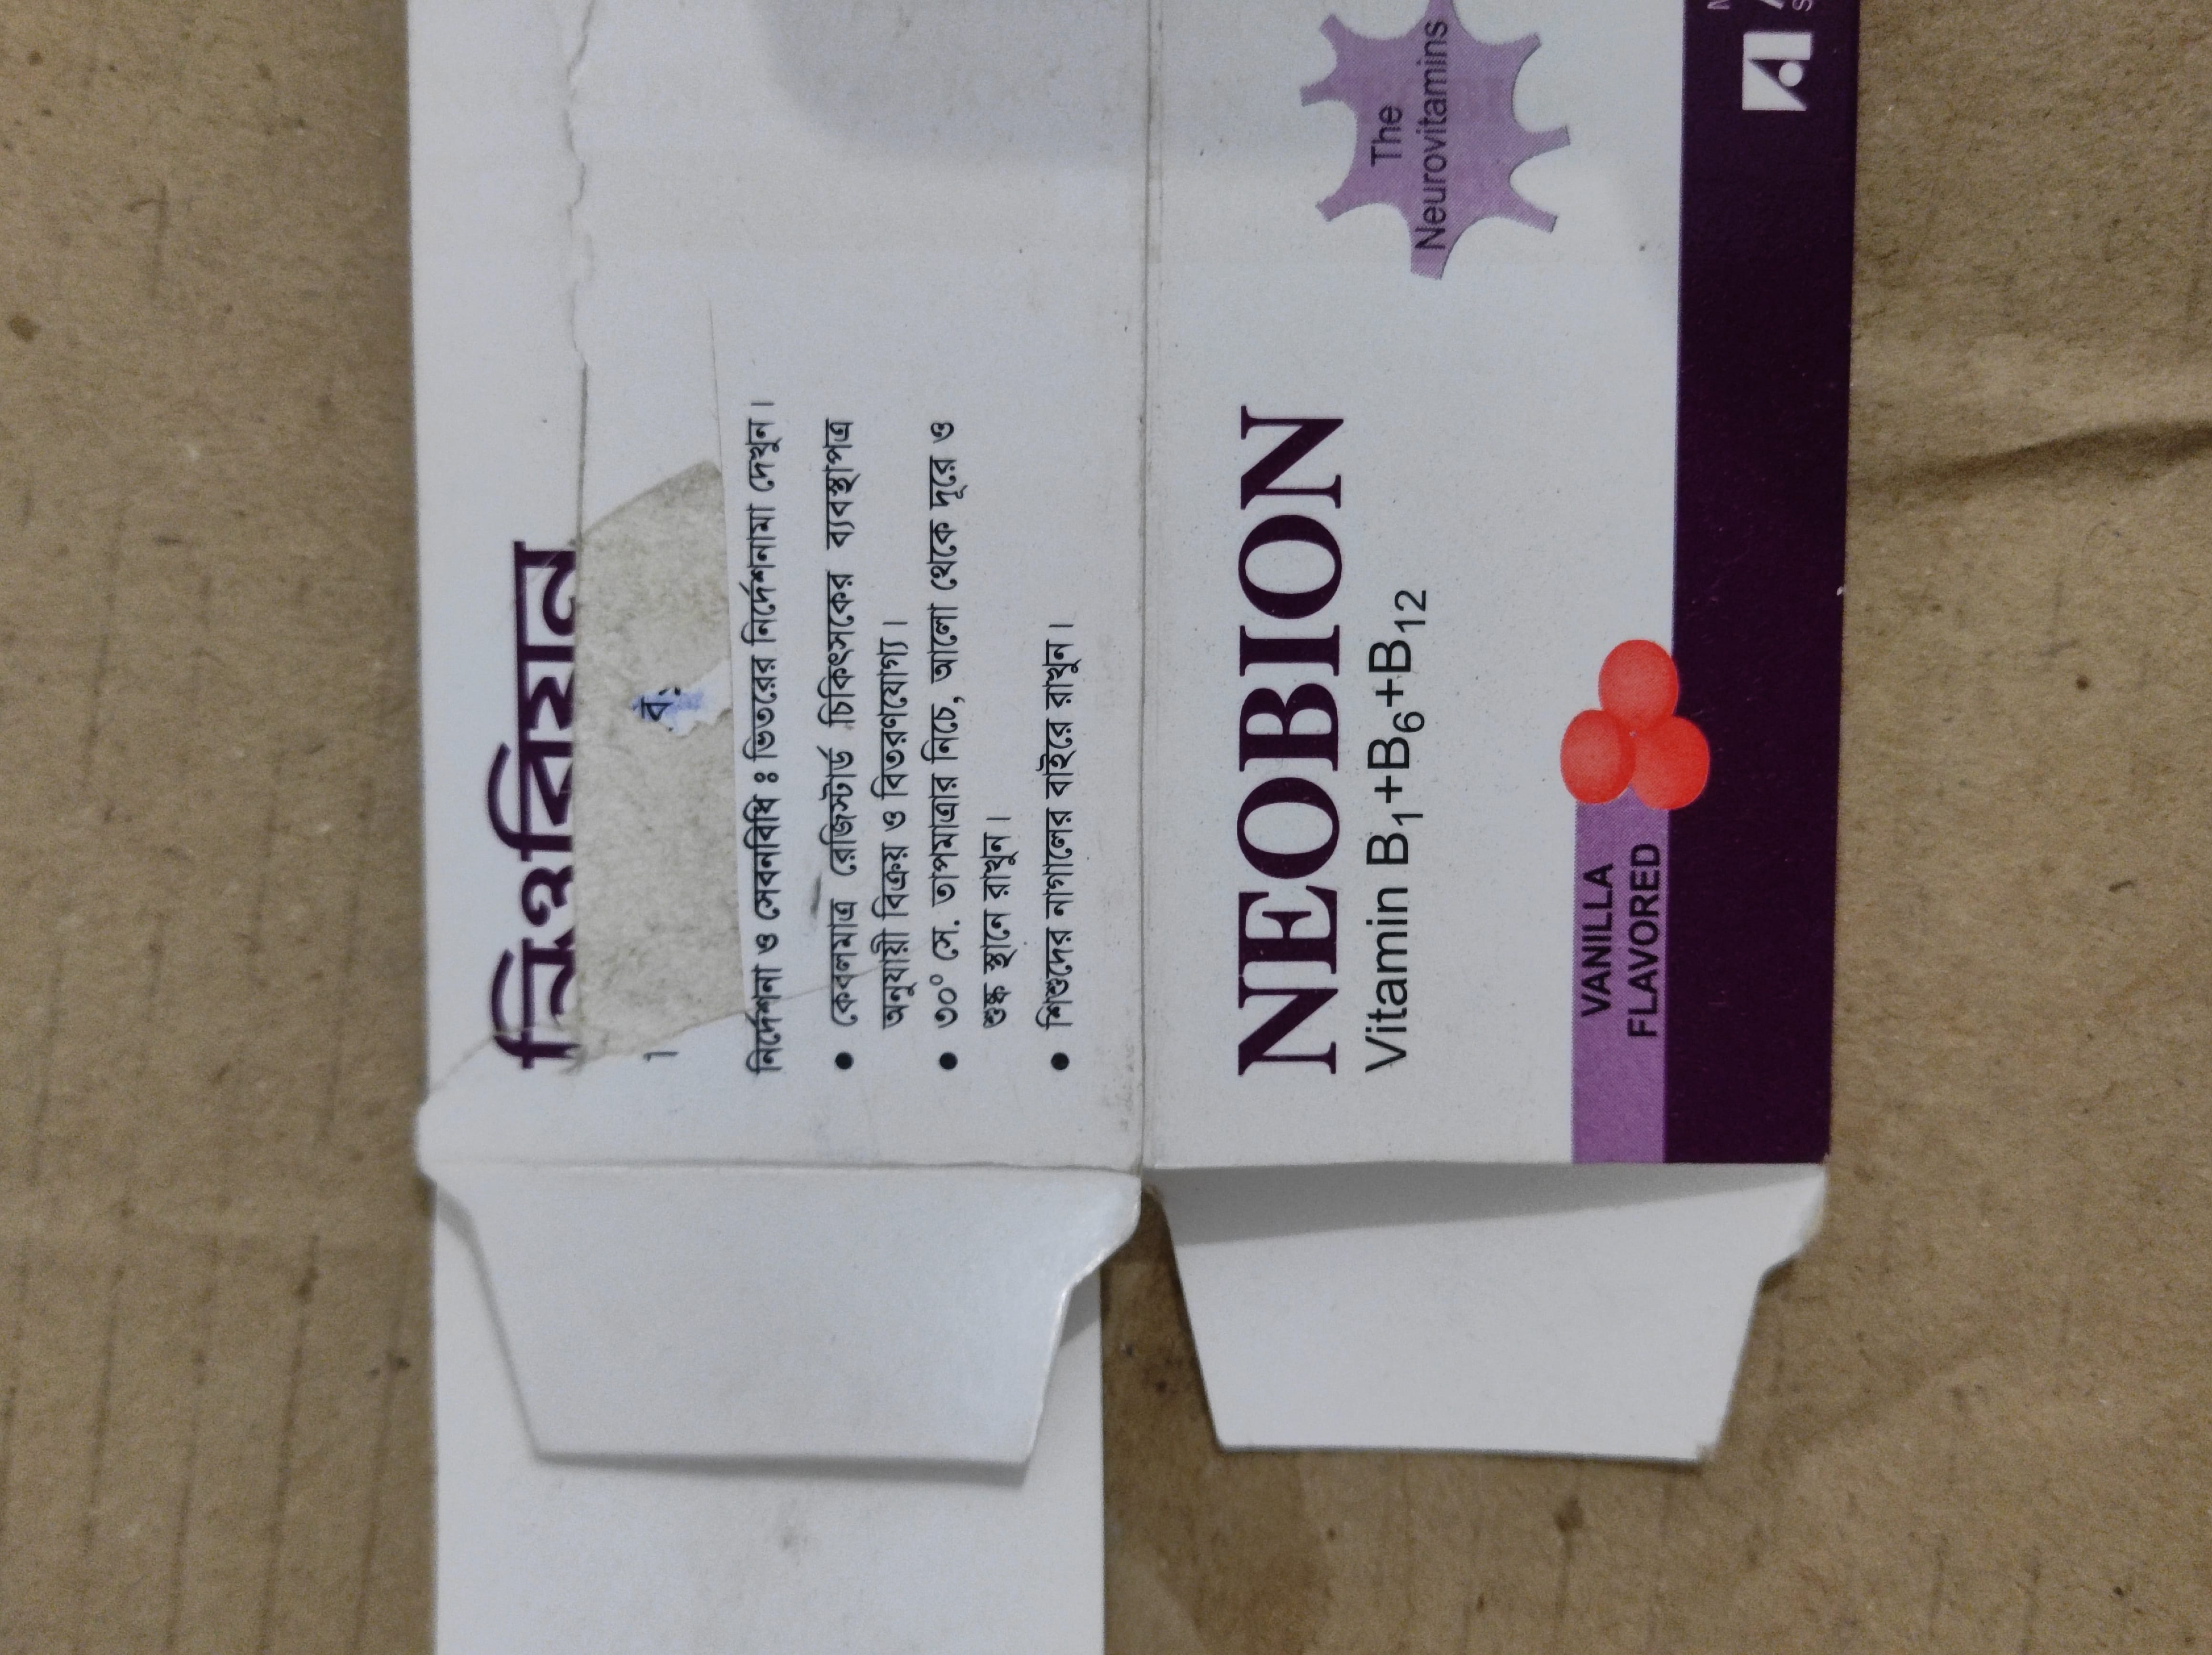 নিওবিয়ন
নির্দেশনা ও সেবনবিধি ঃ ভিতরের নির্দেশনামা দেখুন।
● কেবলমাত্র রেজিস্টার্ড চিকিৎসকের ব্যবস্থাপত্র
অনুযায়ী বিক্রয় ও বিতরণযোগ্য।
● ৩০° সে. তাপমাত্রার নিচে, আলো থেকে দূরে ও
শুষ্ক স্থানে রাখুন।
● শিশুদের নাগালের বাইরে রাখুন।
NEOBION
Vitamin B₁+B₆+B₁₂
The
Neurovitamins
VANILLA
FLAVORED